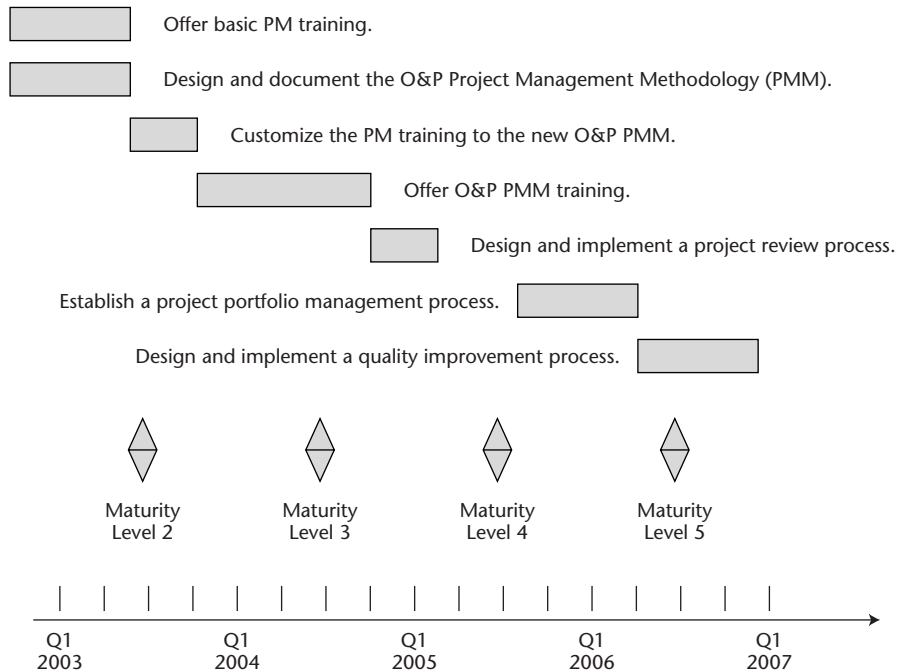 Offer basic PM training.
Design and document the O&P Project Management Methodology (PMM).
Customize the PM training to the new O&P PMM.
Offer O&P PMM training.
Design and implement a project review process.
Establish a project portfolio management process.
Design and implement a quality improvement process.
Maturity
Level 2
Maturity
Level 3
Maturity
Level 4
Maturity
Level 5
Q1
2003
Q1
2004
Q1
2005
Q1
2006
Q1
2007